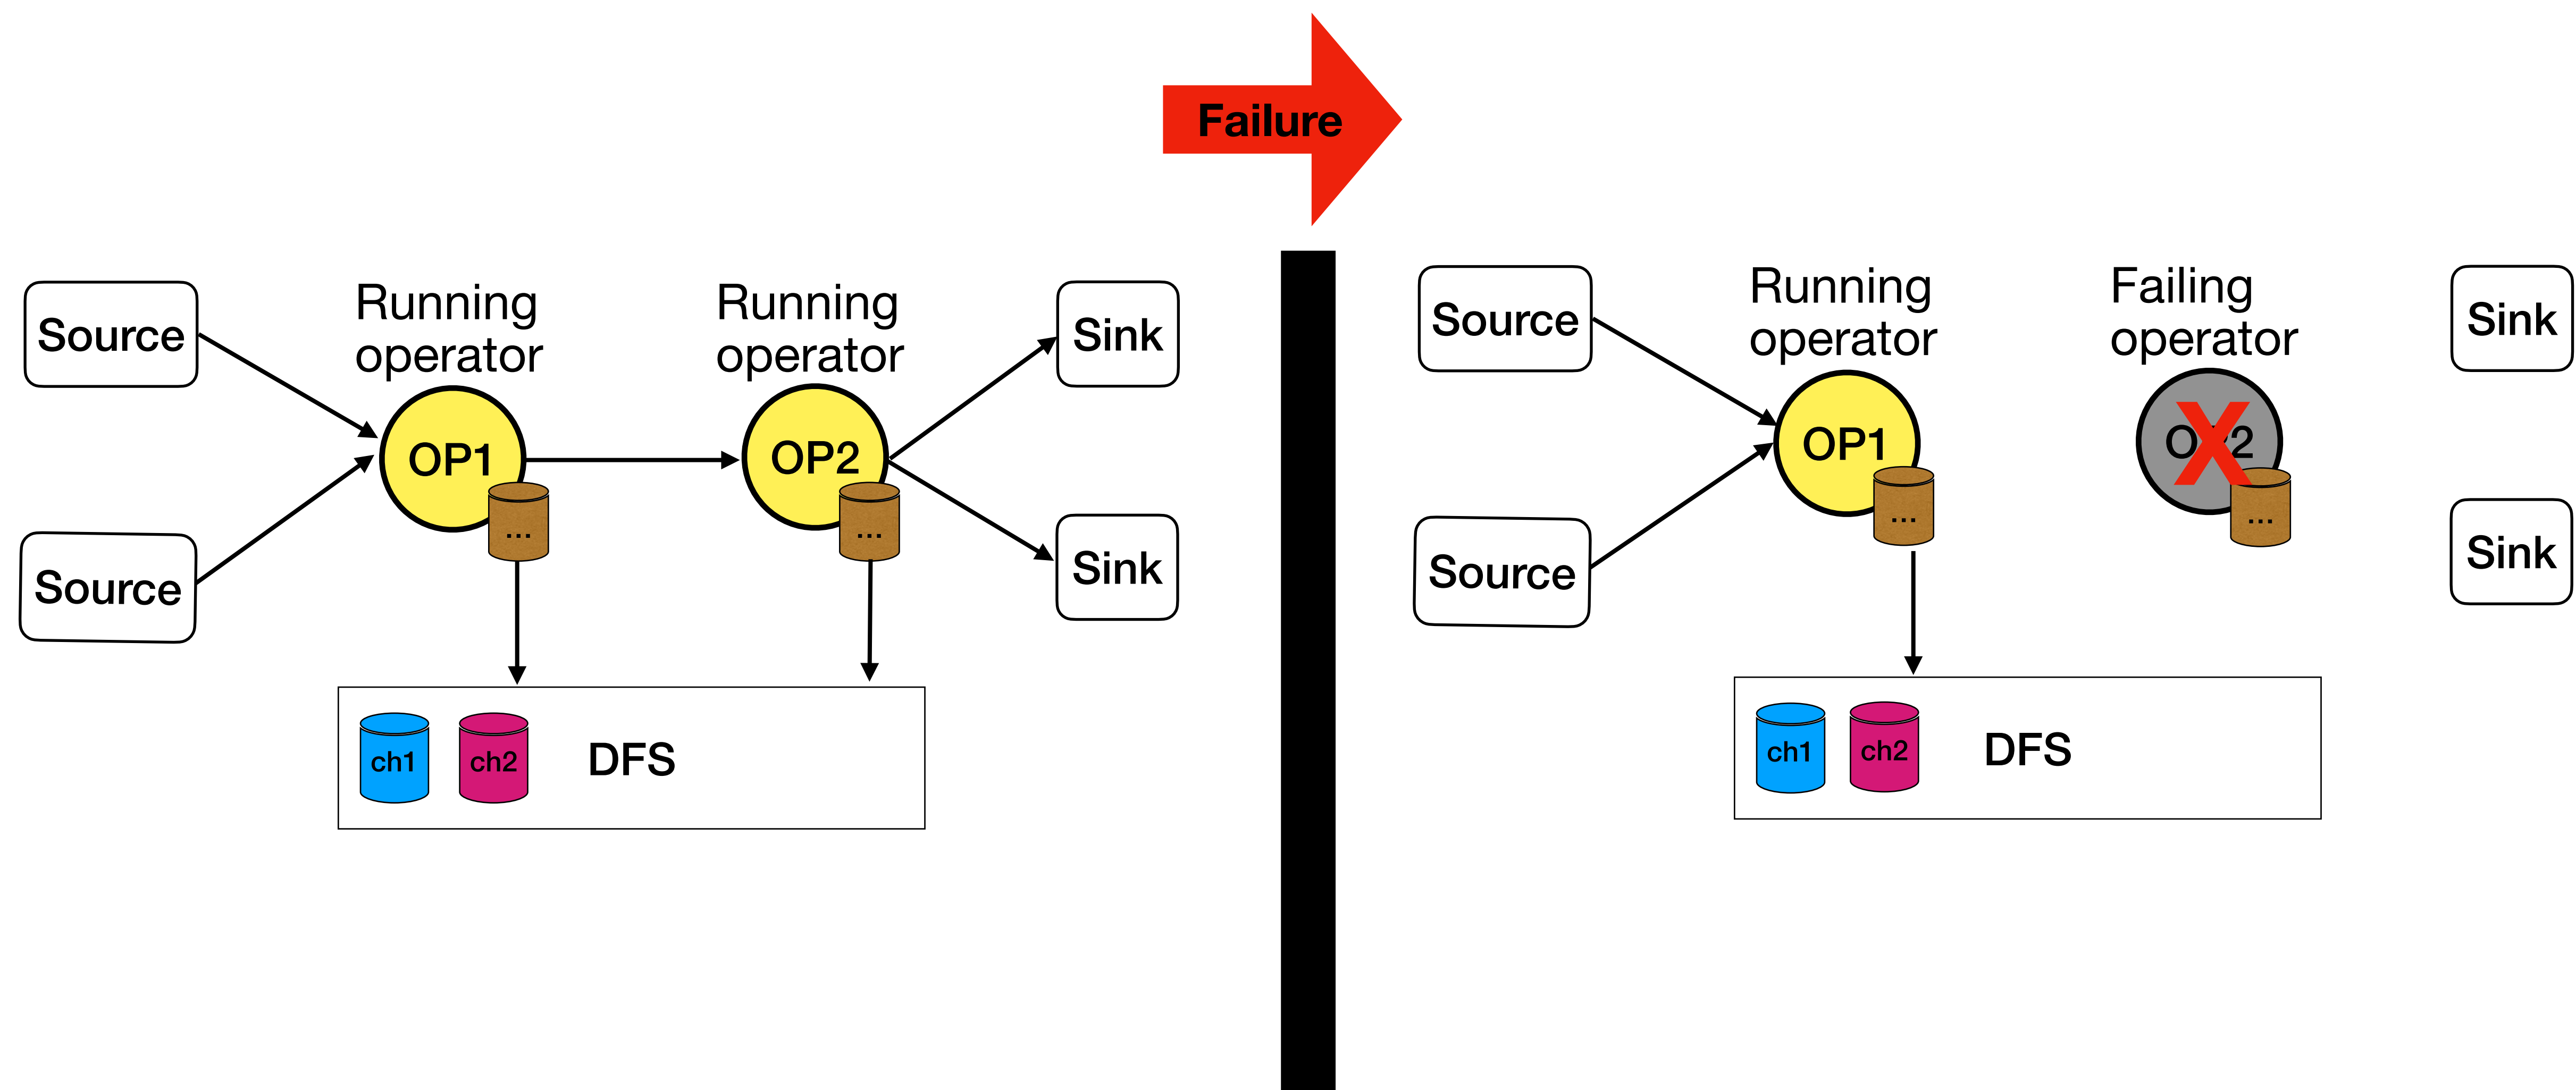 Failure
Source
Source
Running
operator
OP1
...
Running
operator
OP2
...
Sink
Sink
ch1
ch2
DFS
Source
Source
Running
operator
OP1
...
Failing
operator
OP2
X
...
Sink
Sink
ch1
ch2
DFS